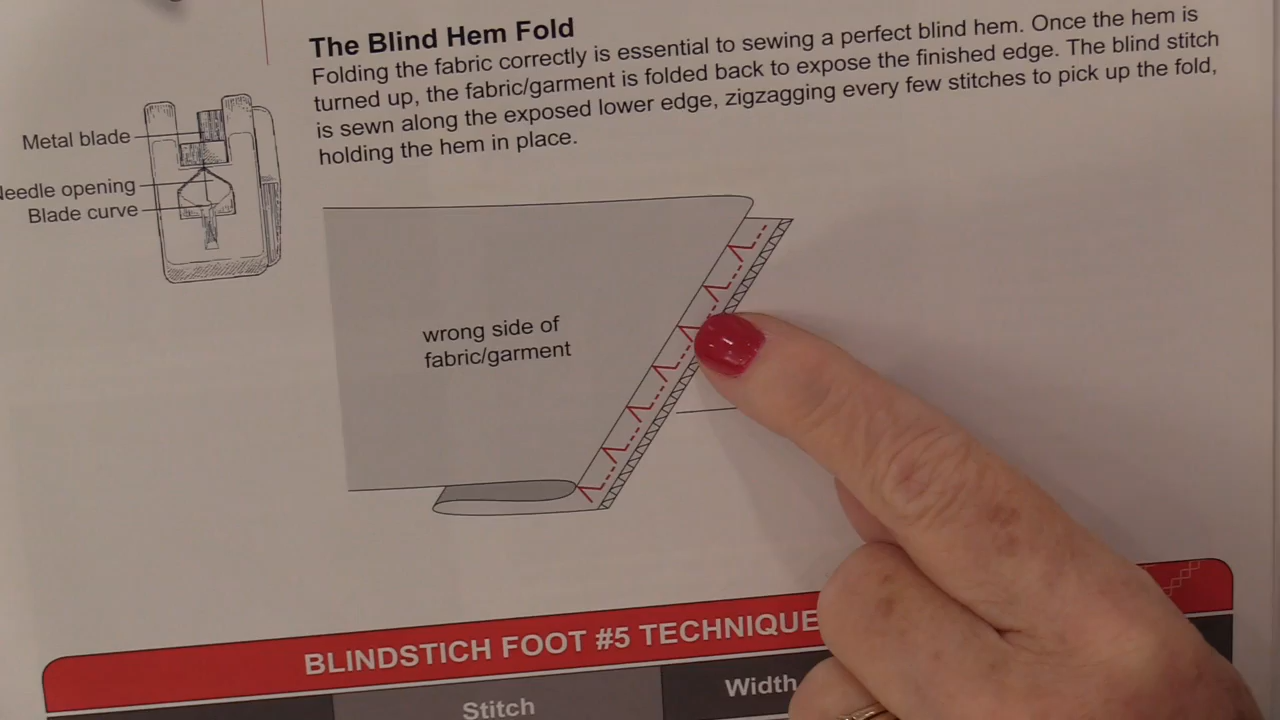 The Blind Hem Fold
Folding the fabric correctly is essential to sewing a perfect blind hem. Once the hem is
turned up, the fabric/garment is folded back to expose the finished edge. The blind stitch
is sewn along the exposed lower edge, zigzagging every few stitches to pick up the fold,
holding the hem in place.
Metal blade
Needle opening
Blade curve
wrong side of
fabric/garment
BLINDSTICH FOOT #5 TECHNIQUE
Stitch
Width